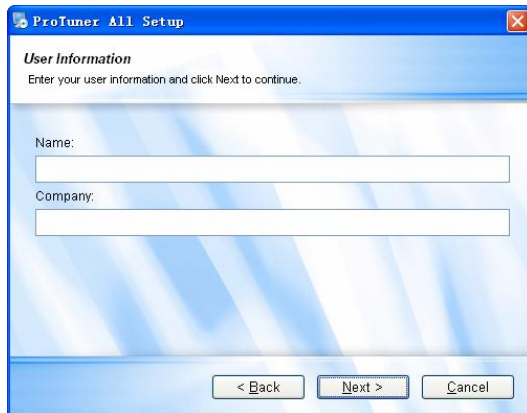 ProTuner All Setup
User Information
Enter your user information and click Next to continue.
Name:
Company:
< Back
Next >
Cancel